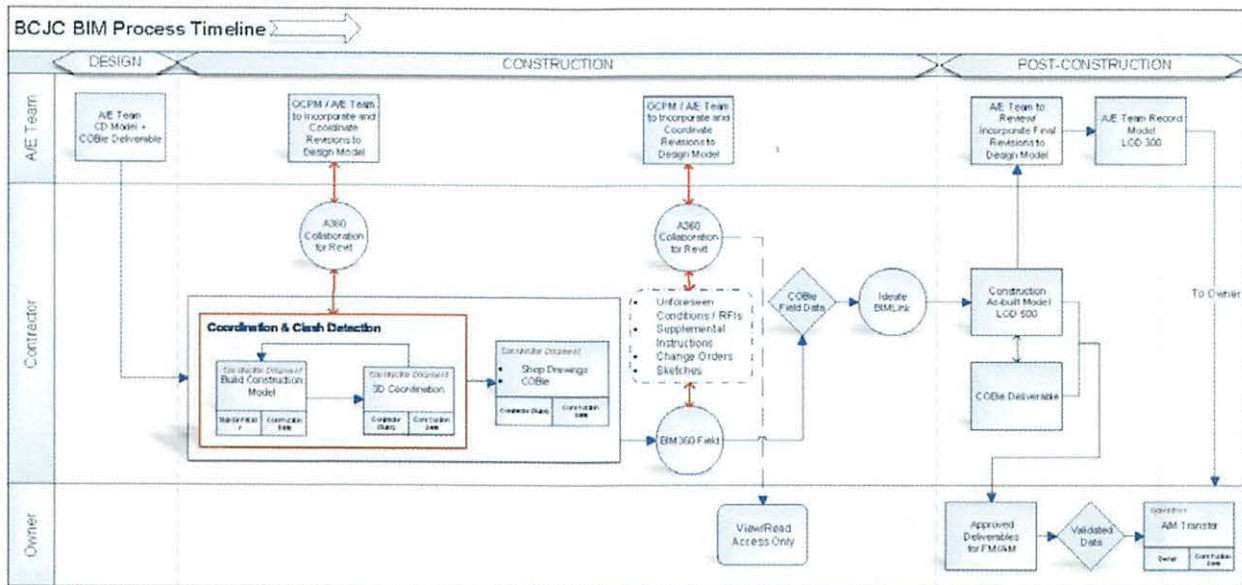 BCJC BIM Process Timeline
DESIGN
CONSTRUCTION
POST-CONSTRUCTION
A/E Team
A/E Team
CD Model +
COBie Deliverable
OCPM / A/E Team
to Incorporate and
Coordinate
Revisions to
Design Model
OCPM / A/E Team
to Incorporate and
Coordinate
Revisions to
Design Model
A/E Team to
Review/
Incorporate Final
Revisions to
Design Model
A/E Team Record
Model
LOD 300
Contractor
A360
Collaboration
for Revit
A360
Collaboration
for Revit
Coordination & Clash Detection
Build Construction
Model
3D Coordination
Shop Drawings
COBie
Unforeseen
Conditions / RFIs
Supplemental
Instructions
Change Orders
Sketches
COBie
Field Data
Ideate
BIMLink
Construction
As-built Model
LOD 500
To Owner
COBie Deliverable
BIM360 Field
Owner
View/Read
Access Only
Approved
Deliverables
for FM/AM
Validated
Data
AIM Transfer
Owner